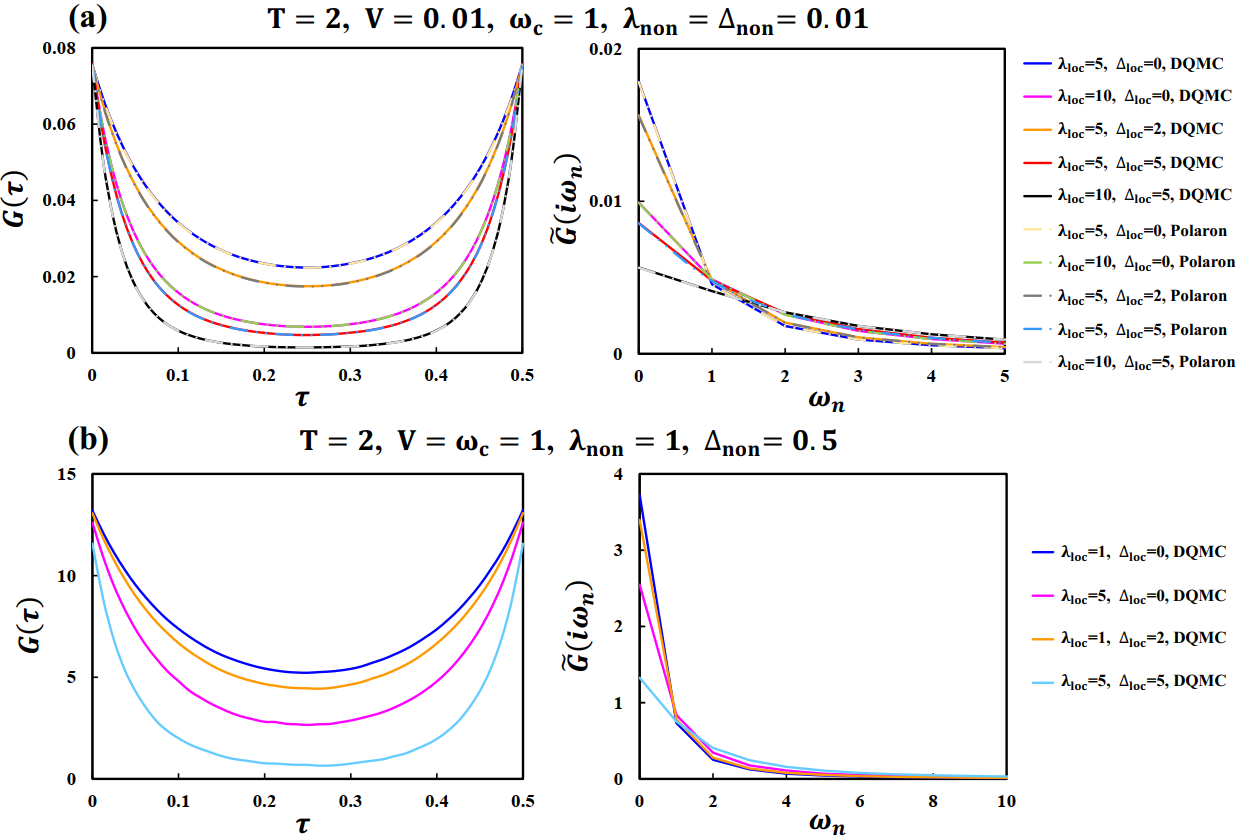 (a) T = 2, V = 0.01, ω_c = 1, λ_non = Δ_non = 0.01
0.08
0.06
0.04
0.02
0
G(τ)
0 0.1 0.2 0.3 0.4 0.5
τ
0.02
0.01
0
G̃(iω_n)
0 1 2 3 4 5
ω_n
λ_loc=5, Δ_loc=0, DQMC
λ_loc=10, Δ_loc=0, DQMC
λ_loc=5, Δ_loc=2, DQMC
λ_loc=5, Δ_loc=5, DQMC
λ_loc=10, Δ_loc=5, DQMC
λ_loc=5, Δ_loc=0, Polaron
λ_loc=10, Δ_loc=0, Polaron
λ_loc=5, Δ_loc=2, Polaron
λ_loc=5, Δ_loc=5, Polaron
λ_loc=10, Δ_loc=5, Polaron
(b) T = 2, V = ω_c = 1, λ_non = 1, Δ_non = 0.5
15
10
5
0
G(τ)
0 0.1 0.2 0.3 0.4 0.5
τ
4
3
2
1
0
G̃(iω_n)
0 2 4 6 8 10
ω_n
λ_loc=1, Δ_loc=0, DQMC
λ_loc=5, Δ_loc=0, DQMC
λ_loc=1, Δ_loc=2, DQMC
λ_loc=5, Δ_loc=5, DQMC